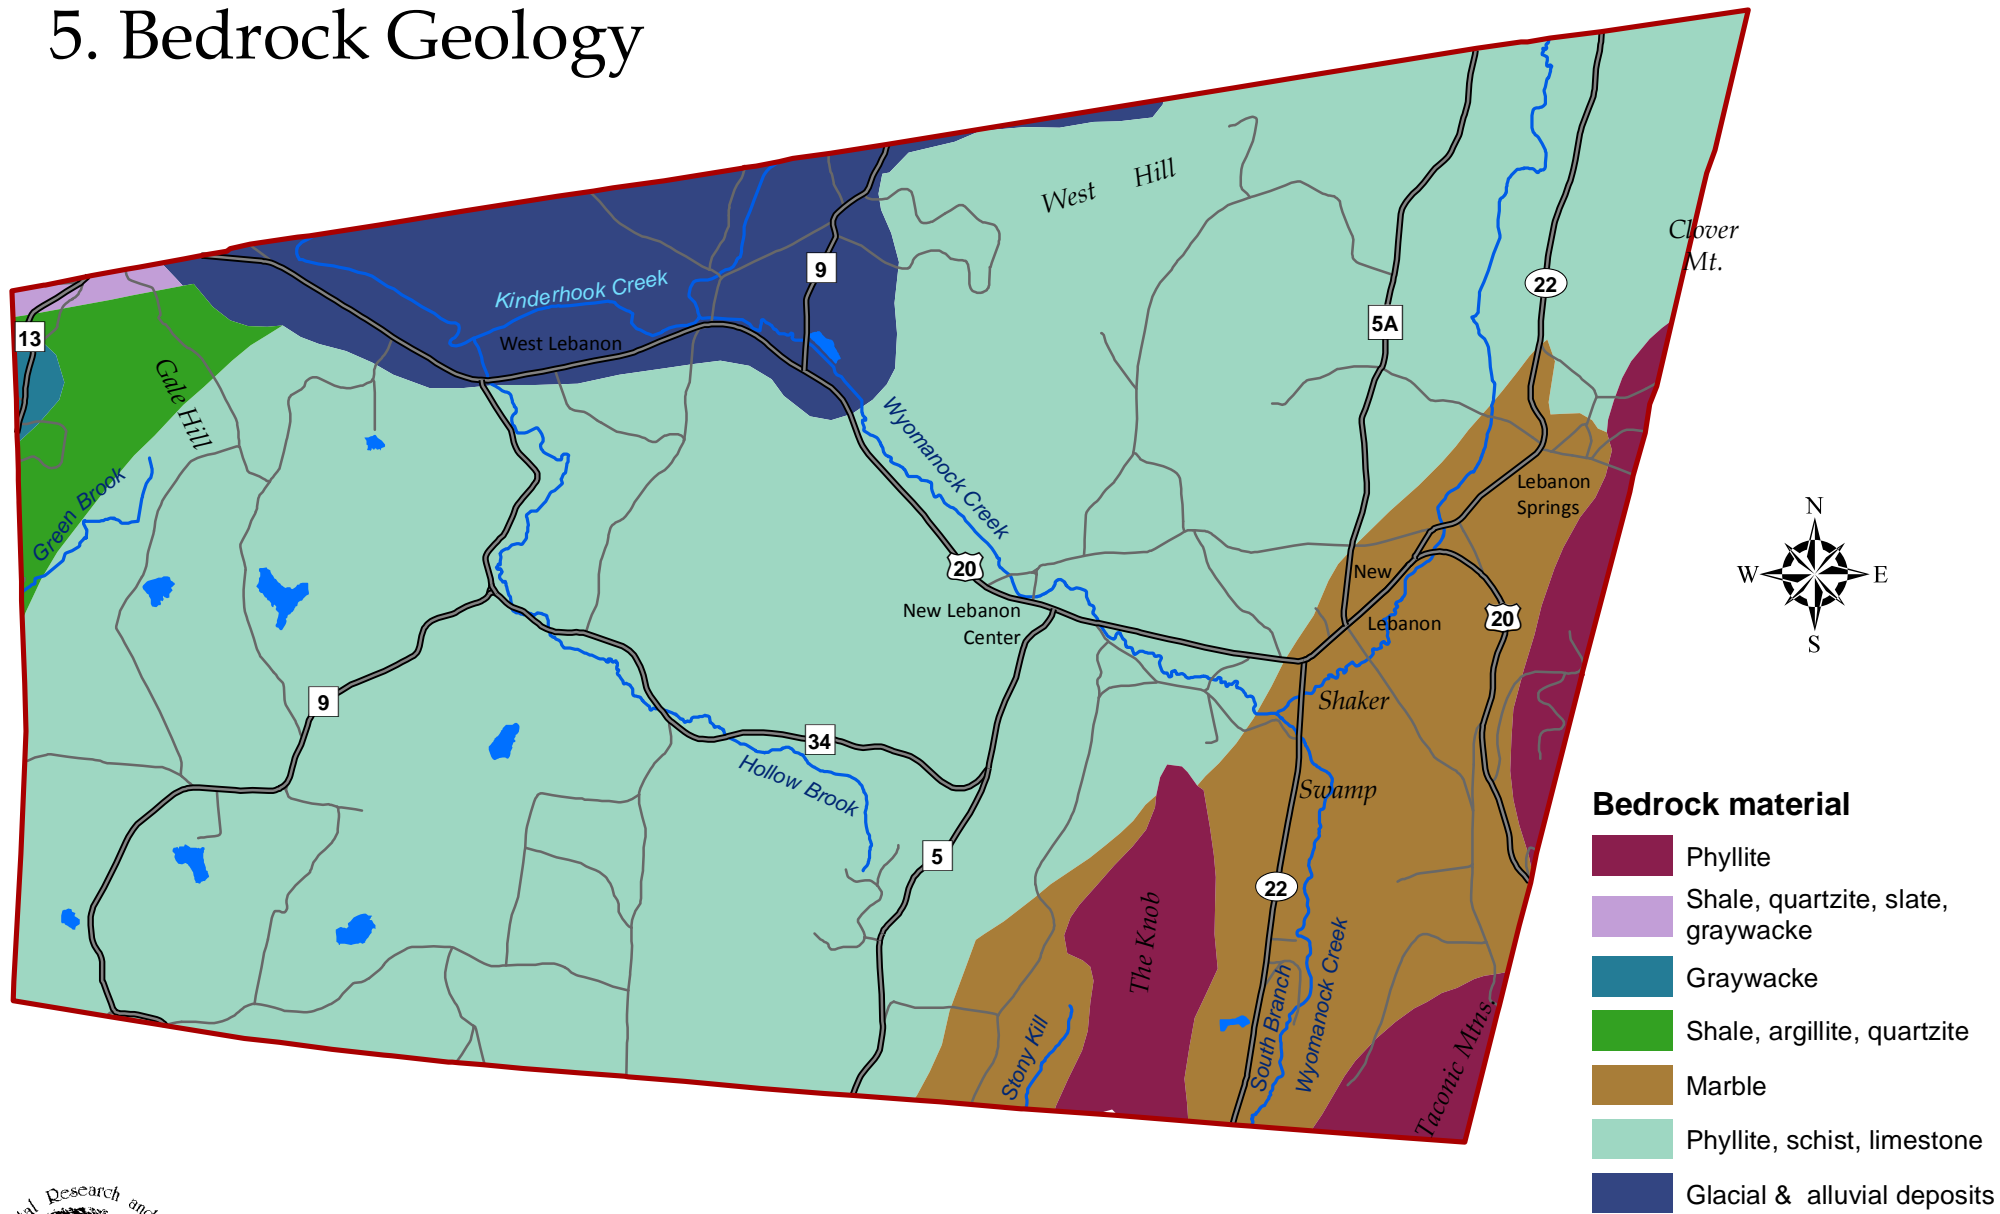 5. Bedrock Geology
West Hill
Clover
Mt.
9
22
Kinderhook Creek
5A
13
West Lebanon
Gale Hill
Wyomanock Creek
Green Brook
Lebanon
Springs
N
W E
S
20
New
Lebanon
20
New Lebanon
Center
9
Shaker
34
Hollow Brook
Swamp
5
22
The Knob
South Branch
Wyomanock Creek
Stony Kill
Taconic Mtns.
Bedrock material
Phyllite
Shale, quartzite, slate,
graywacke
Graywacke
Shale, argillite, quartzite
Marble
Phyllite, schist, limestone
Glacial & alluvial deposits
Research and